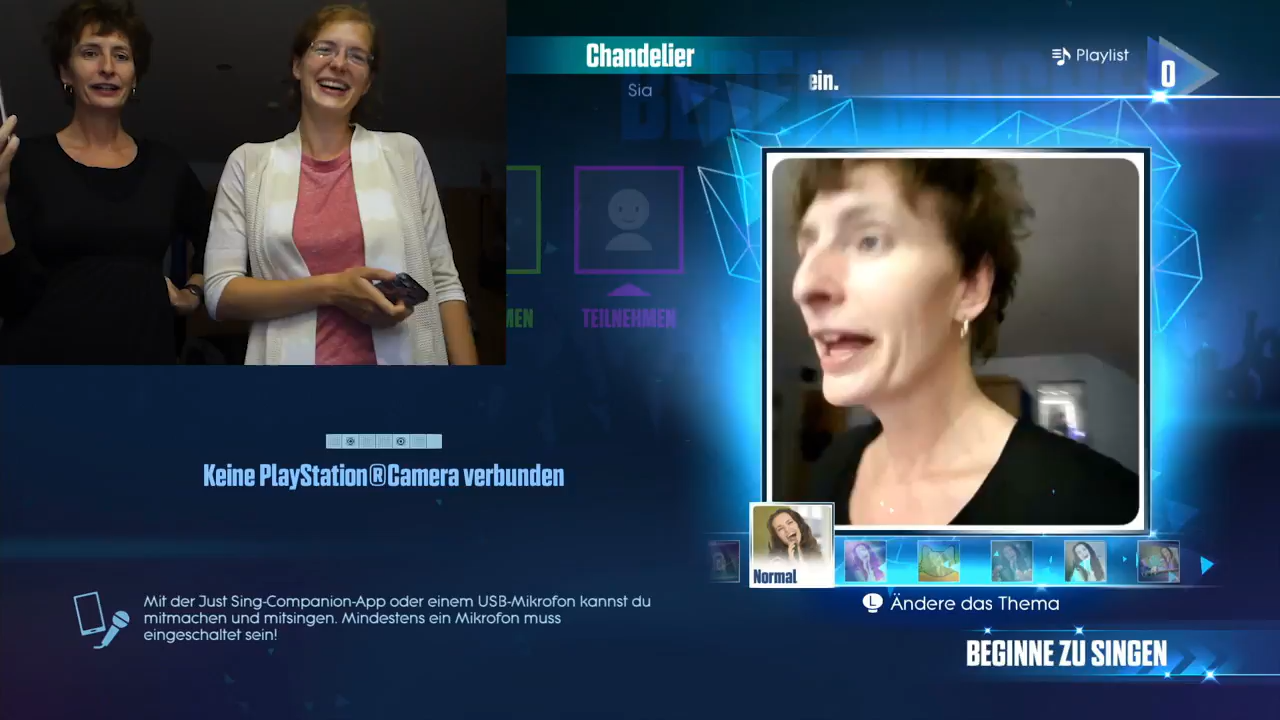 Chandelier
Sia
ein.
Playlist
0
MEN
TEILNEHMEN
Keine PlayStation®Camera verbunden
Normal
Mit der Just Sing-Companion-App oder einem USB-Mikrofon kannst du
mitmachen und mitsingen. Mindestens ein Mikrofon muss
eingeschaltet sein!
L Ändere das Thema
BEGINNE ZU SINGEN